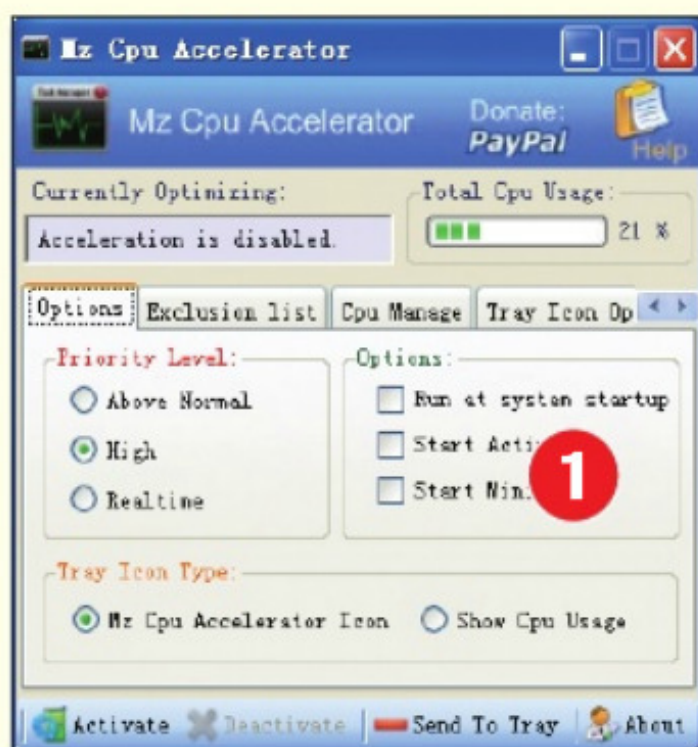 Mz Cpu Accelerator
Task Manager
Mz Cpu Accelerator
Donate:
PayPal
Help
Currently Optimizing:
Total Cpu Usage:
Acceleration is disabled.
21 %
Options
Exclusion list
Cpu Manage
Tray Icon Op
Priority Level:
Options:
Above Normal
Run at system startup
High
Start Acti
1
Realtime
Start Min
Tray Icon Type:
Mz Cpu Accelerator Icon
Show Cpu Usage
Activate
Deactivate
Send To Tray
About